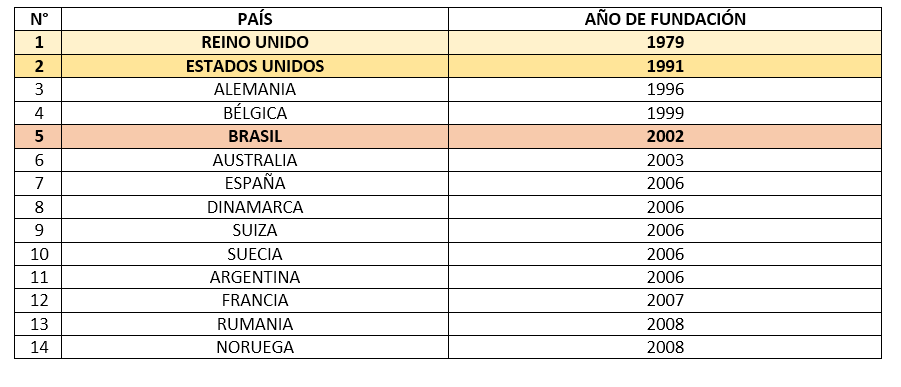 N° PAÍS AÑO DE FUNDACIÓN
1 REINO UNIDO 1979
2 ESTADOS UNIDOS 1991
3 ALEMANIA 1996
4 BÉLGICA 1999
5 BRASIL 2002
6 AUSTRALIA 2003
7 ESPAÑA 2006
8 DINAMARCA 2006
9 SUIZA 2006
10 SUECIA 2006
11 ARGENTINA 2006
12 FRANCIA 2007
13 RUMANIA 2008
14 NORUEGA 2008